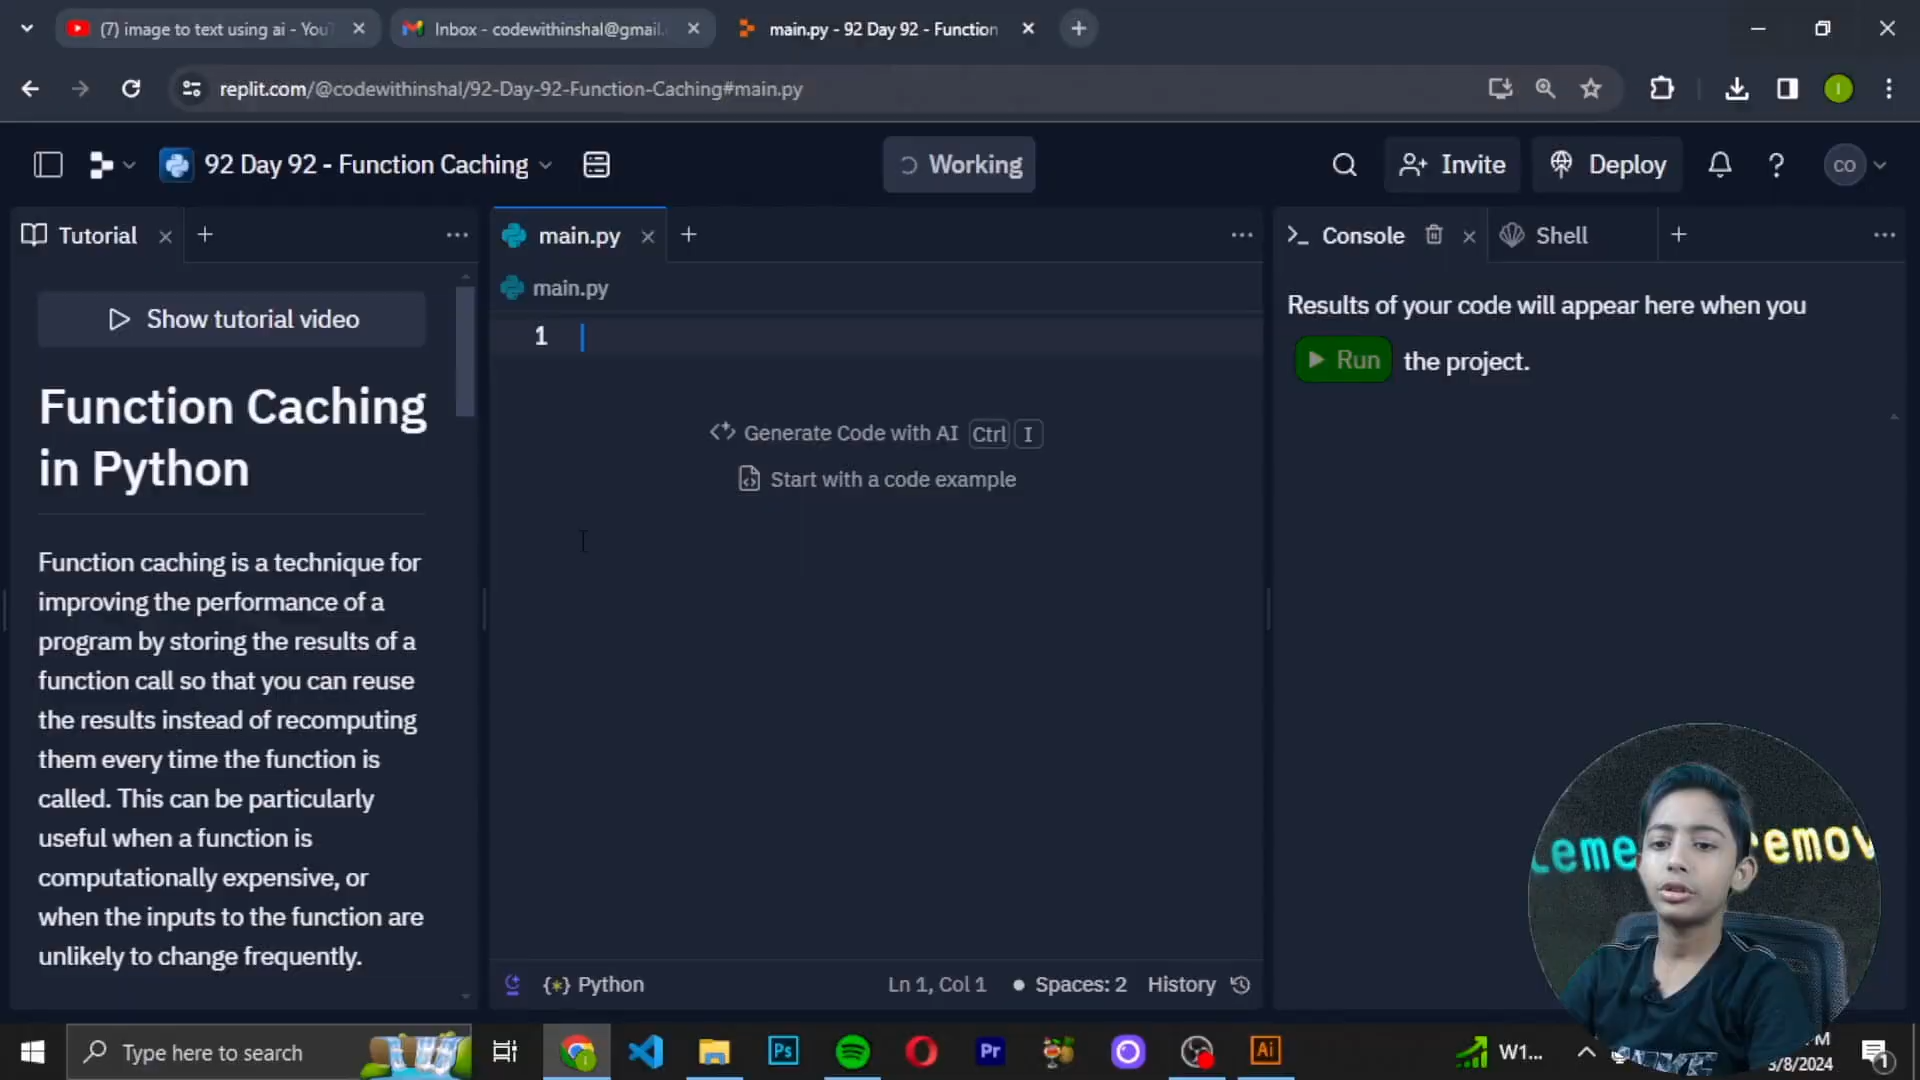 (7) image to text using ai - You
Inbox - codewithinshal@gmail.
main.py - 92 Day 92 - Function
replit.com/@codewithinshal/92-Day-92-Function-Caching#main.py
92 Day 92 - Function Caching
Working
Invite
Deploy
CO
Tutorial
main.py
Console
Shell
Show tutorial video
main.py
Results of your code will appear here when you
Run the project.
1
Function Caching
in Python
Generate Code with AI Ctrl I
Start with a code example
Function caching is a technique for
improving the performance of a
program by storing the results of a
function call so that you can reuse
the results instead of recomputing
them every time the function is
called. This can be particularly
useful when a function is
computationally expensive, or
when the inputs to the function are
unlikely to change frequently.
Python
Ln 1, Col 1
Spaces: 2
History
Type here to search
Ps
Pr
Ai
W1...
3/8/2024
1